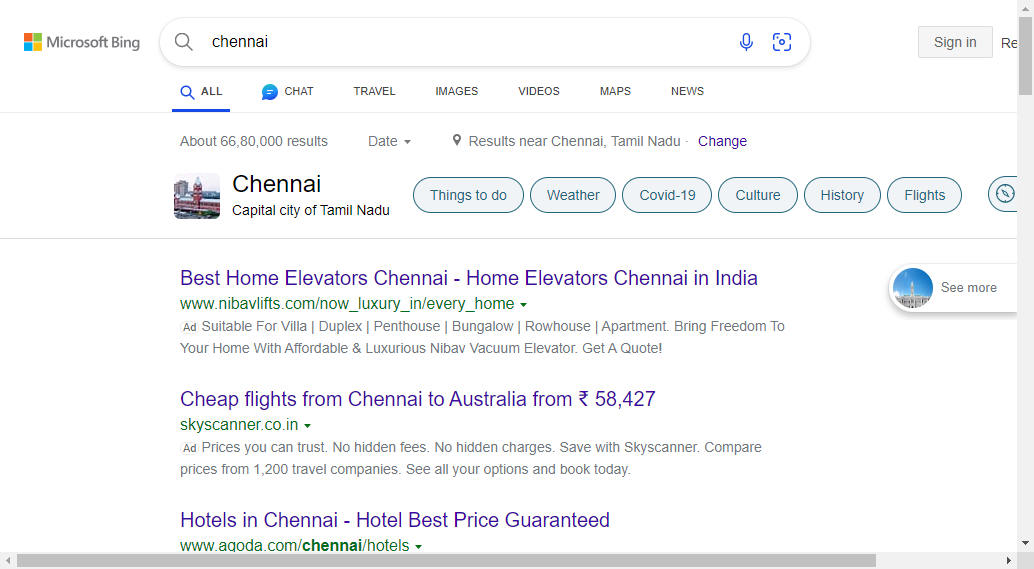 Microsoft Bing
chennai
Sign in
Re
ALL
CHAT
TRAVEL
IMAGES
VIDEOS
MAPS
NEWS
About 66,80,000 results
Date
Results near Chennai, Tamil Nadu ·
Change
Chennai
Capital city of Tamil Nadu
Things to do
Weather
Covid-19
Culture
History
Flights
Best Home Elevators Chennai - Home Elevators Chennai in India
www.nibavlifts.com/now_luxury_in/every_home
Ad Suitable For Villa | Duplex | Penthouse | Bungalow | Rowhouse | Apartment. Bring Freedom To
Your Home With Affordable & Luxurious Nibav Vacuum Elevator. Get A Quote!
See more
Cheap flights from Chennai to Australia from ₹ 58,427
skyscanner.co.in
Ad Prices you can trust. No hidden fees. No hidden charges. Save with Skyscanner. Compare
prices from 1,200 travel companies. See all your options and book today.
Hotels in Chennai - Hotel Best Price Guaranteed
www.agoda.com/chennai/hotels